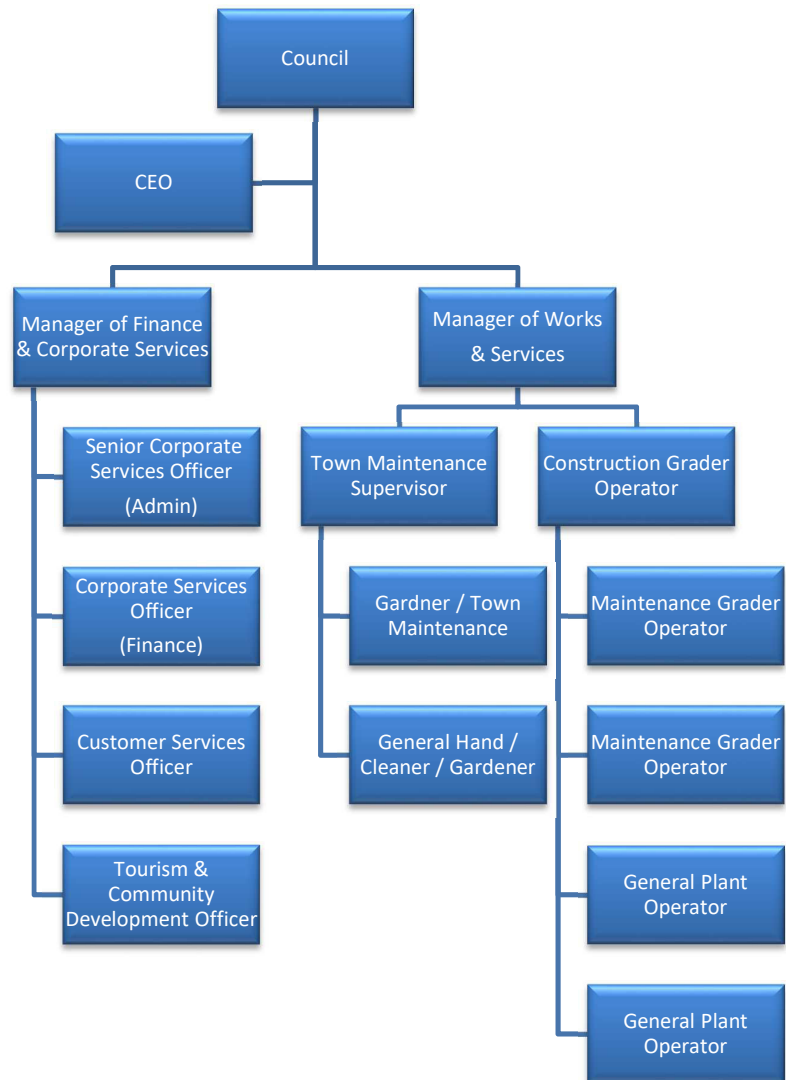 Council
CEO
Manager of Finance
& Corporate Services
Manager of Works
& Services
Senior Corporate
Services Officer
(Admin)
Town Maintenance
Supervisor
Construction Grader
Operator
Corporate Services
Officer
(Finance)
Gardner / Town
Maintenance
Maintenance Grader
Operator
Customer Services
Officer
General Hand /
Cleaner / Gardener
Maintenance Grader
Operator
Tourism &
Community
Development Officer
General Plant
Operator
General Plant
Operator